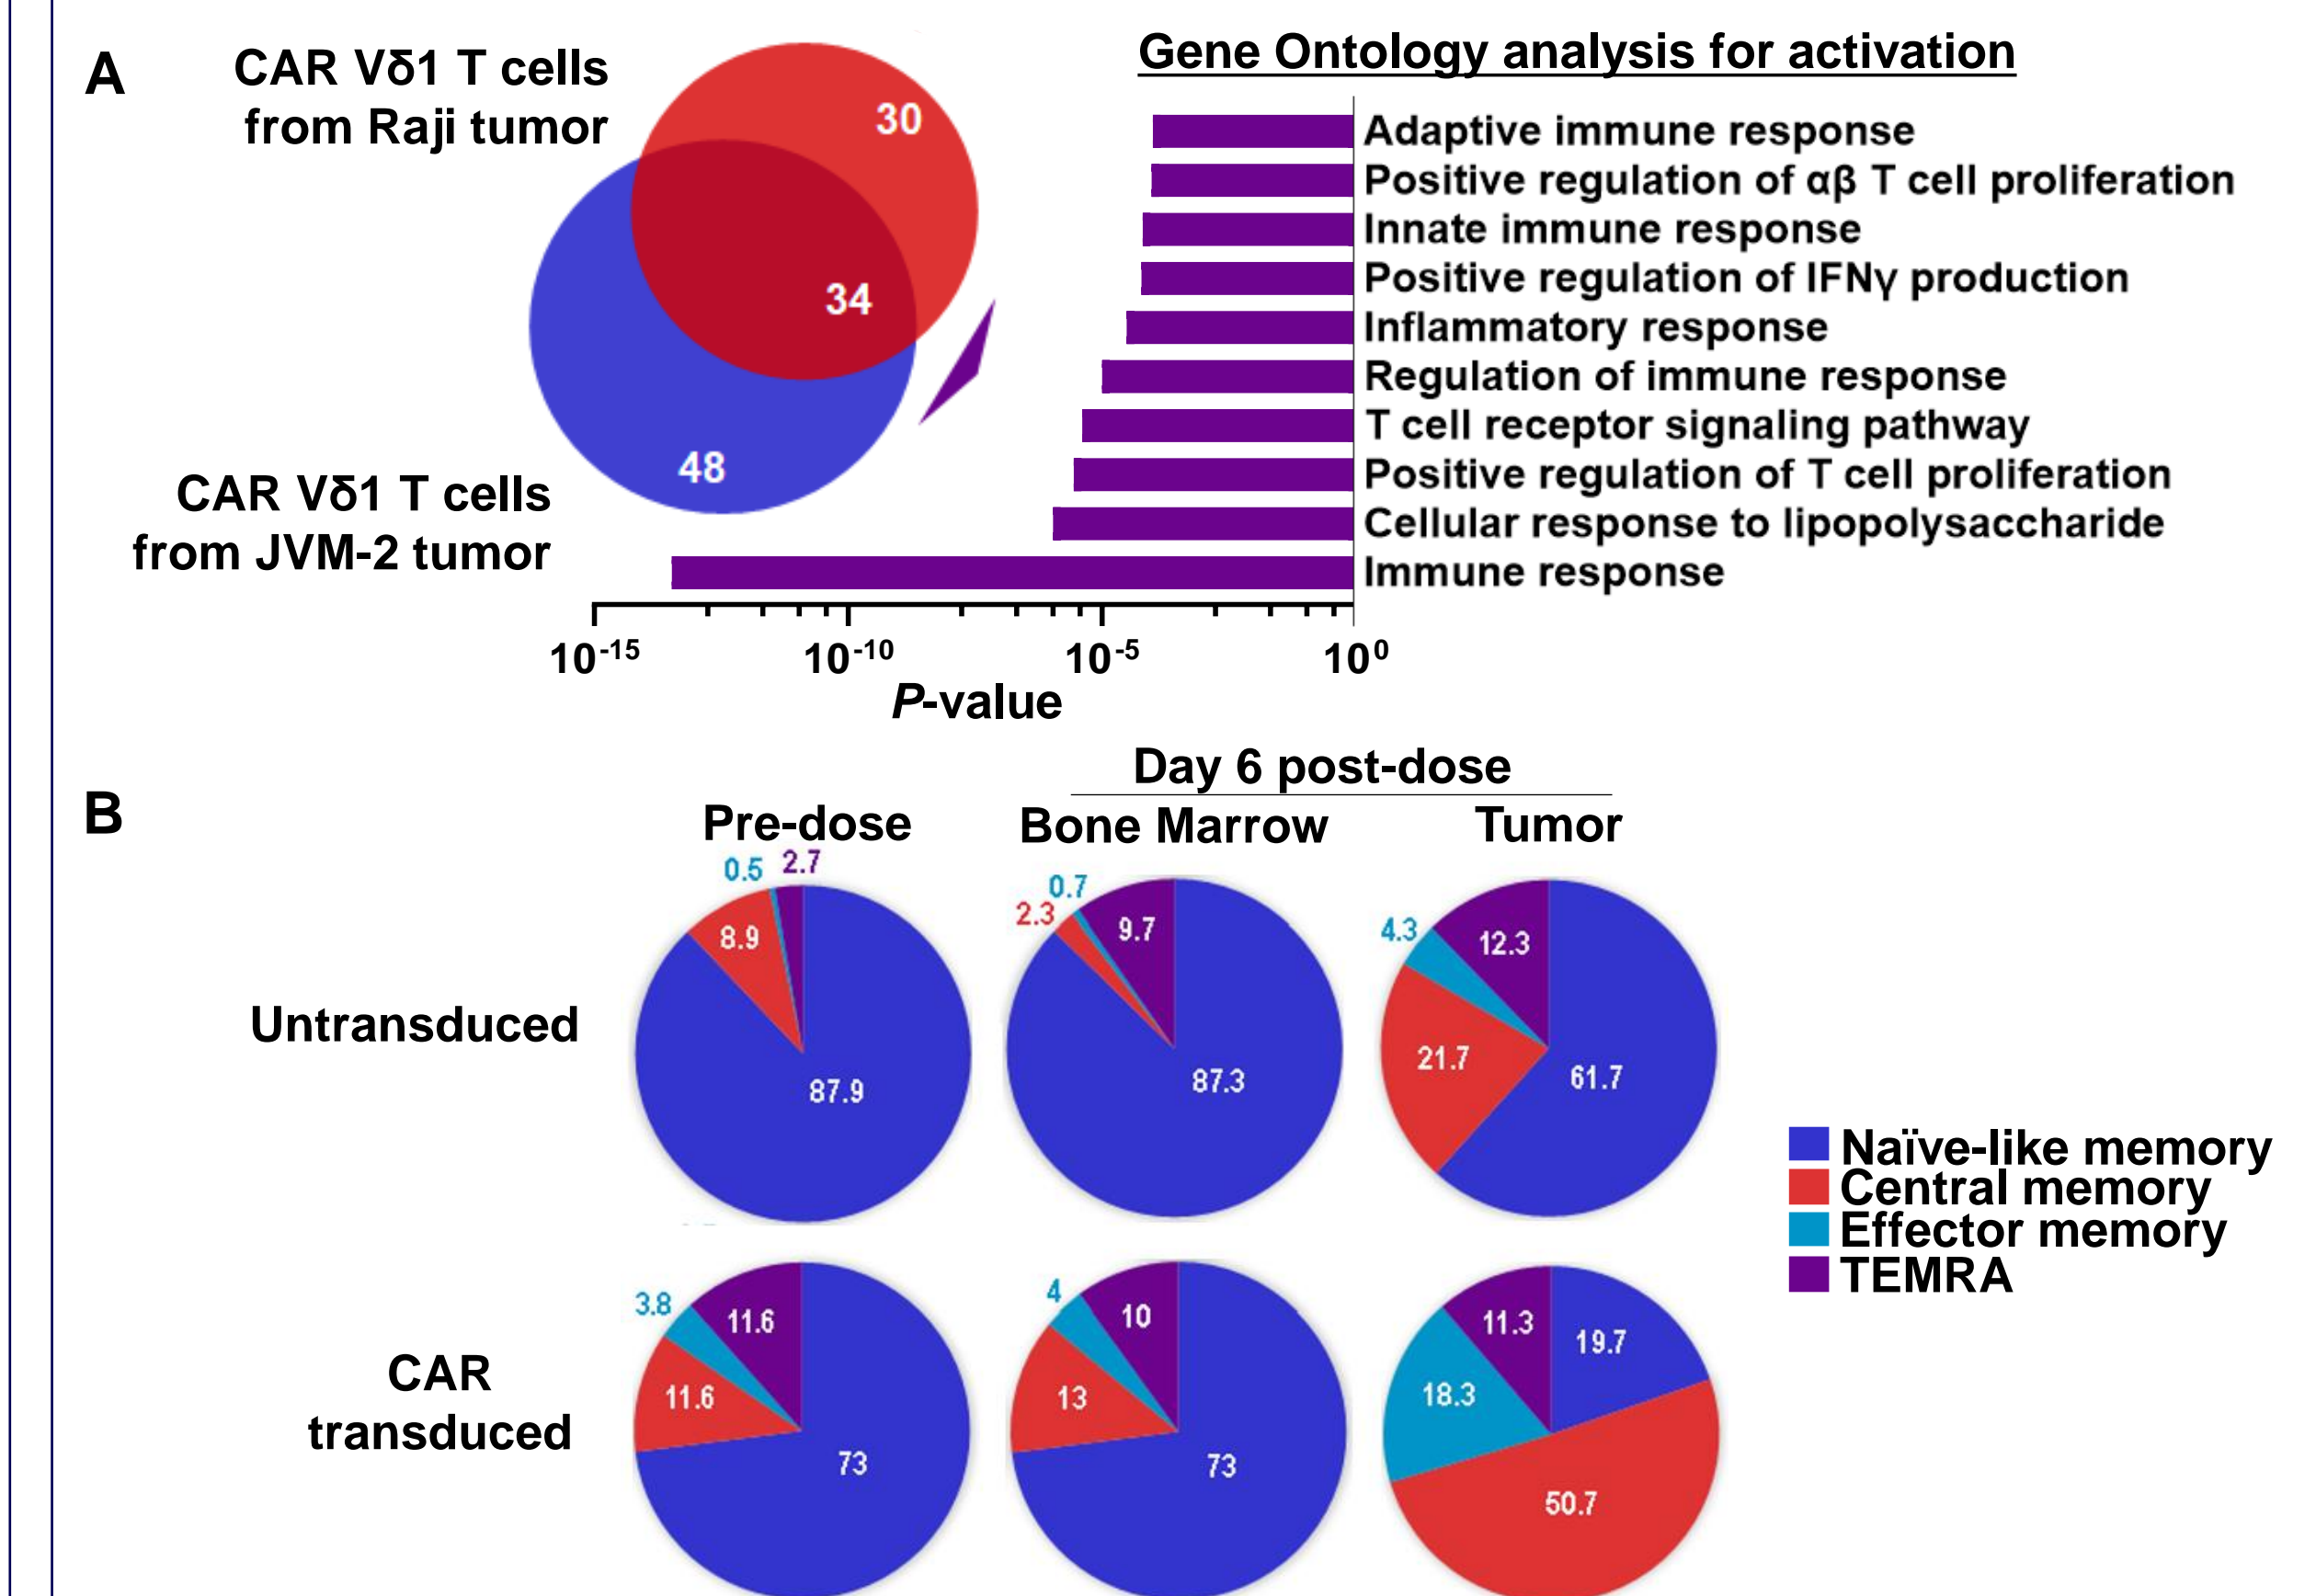 A
CAR Vδ1 T cells
from Raji tumor
30
34
48
CAR Vδ1 T cells
from JVM-2 tumor
Gene Ontology analysis for activation
Adaptive immune response
Positive regulation of αβ T cell proliferation
Innate immune response
Positive regulation of IFNγ production
Inflammatory response
Regulation of immune response
T cell receptor signaling pathway
Positive regulation of T cell proliferation
Cellular response to lipopolysaccharide
Immune response
10-15 10-10 10-5 100
P-value
B
Day 6 post-dose
Pre-dose Bone Marrow Tumor
Untransduced
0.5 2.7
8.9
87.9
0.7
2.3
9.7
87.3
4.3
12.3
21.7
61.7
Naïve-like memory
Central memory
Effector memory
TEMRA
CAR
transduced
3.8
11.6
11.6
73
4
10
13
73
11.3
19.7
18.3
50.7